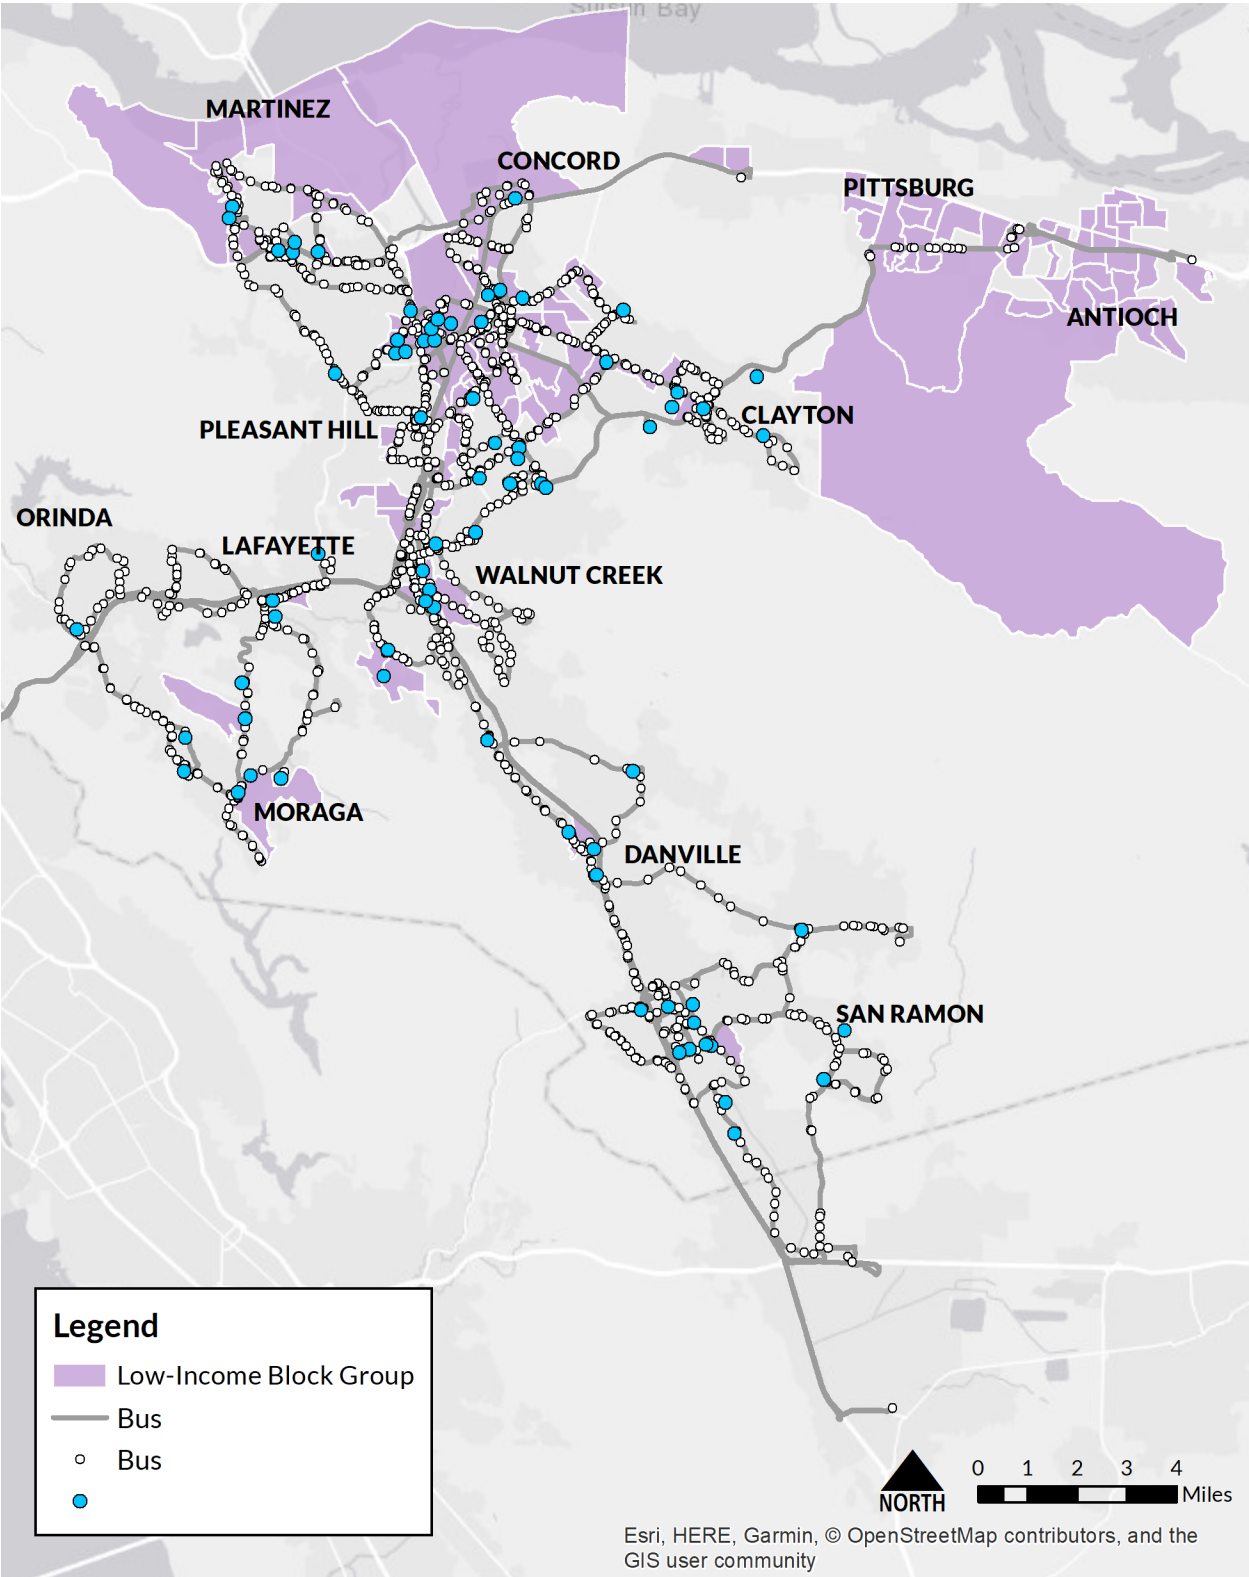 Suisun Bay
MARTINEZ
CONCORD
PITTSBURG
ANTIOCH
CLAYTON
PLEASANT HILL
ORINDA
LAFAYETTE
WALNUT CREEK
MORAGA
DANVILLE
SAN RAMON
Legend
Low-Income Block Group
Bus
Bus
NORTH
0 1 2 3 4
Miles
Esri, HERE, Garmin, © OpenStreetMap contributors, and the
GIS user community